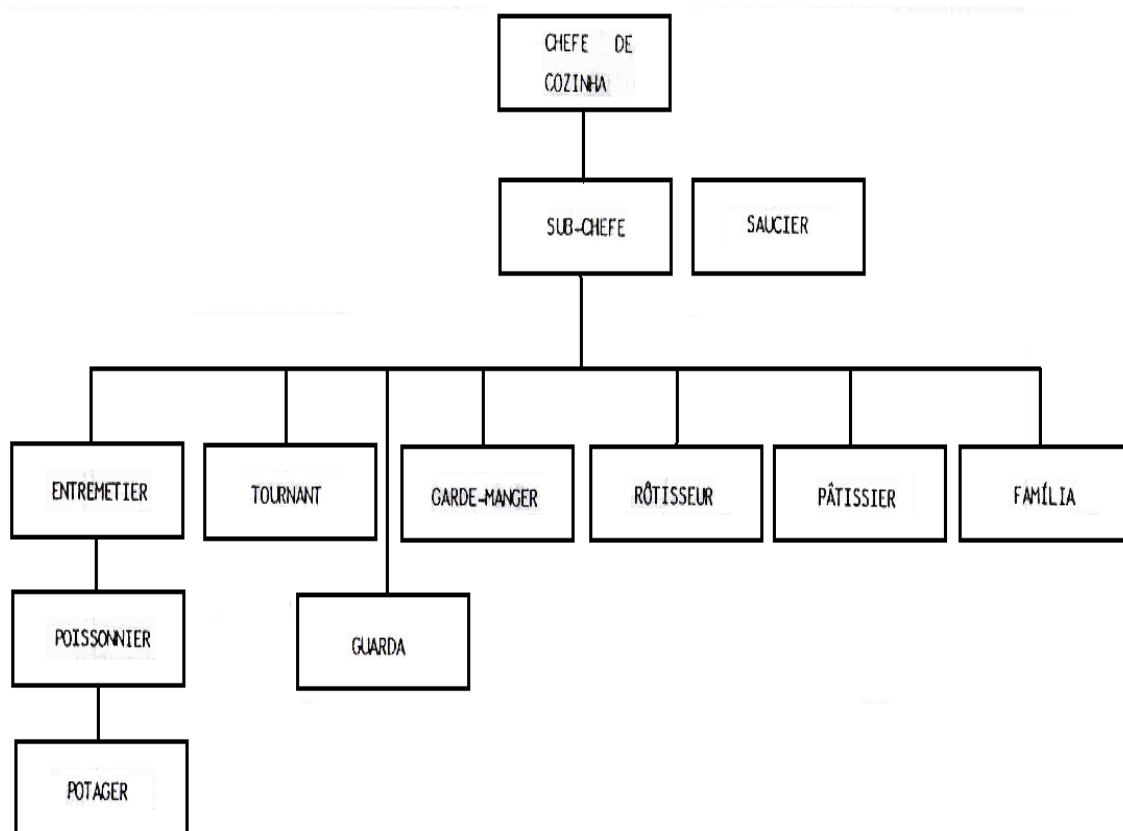 CHEFE DE
COZINHA
SUB-CHEFE
SAUCIER
ENTREMETIER
TOURNANT
GARDE-MANGER
RÔTISSEUR
PÂTISSIER
FAMÍLIA
POISSONNIER
GUARDA
POTAGER